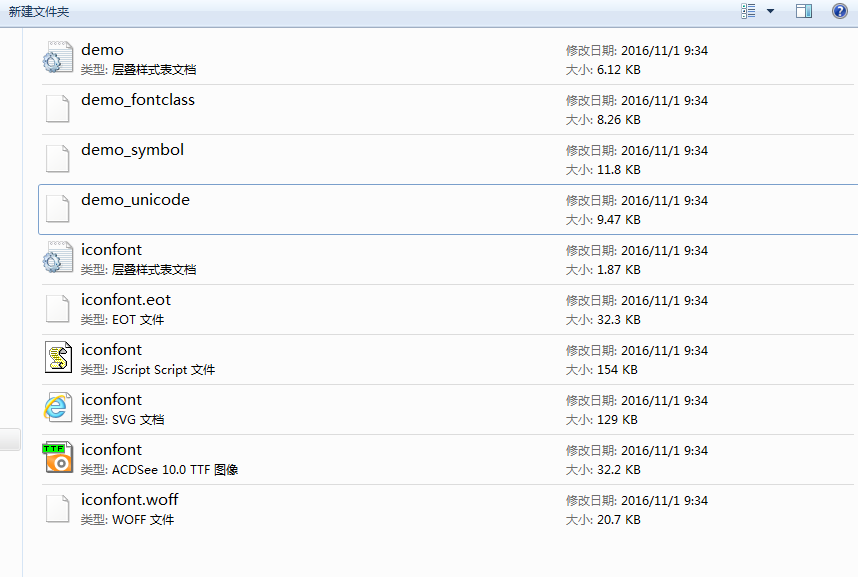 新建文件夹
demo 修改日期: 2016/11/1 9:34
类型: 层叠样式表文档 大小: 6.12 KB
demo_fontclass 修改日期: 2016/11/1 9:34
大小: 8.26 KB
demo_symbol 修改日期: 2016/11/1 9:34
大小: 11.8 KB
demo_unicode 修改日期: 2016/11/1 9:34
大小: 9.47 KB
iconfont 修改日期: 2016/11/1 9:34
类型: 层叠样式表文档 大小: 1.87 KB
iconfont.eot 修改日期: 2016/11/1 9:34
类型: EOT 文件 大小: 32.3 KB
iconfont 修改日期: 2016/11/1 9:34
类型: JScript Script 文件 大小: 154 KB
iconfont 修改日期: 2016/11/1 9:34
类型: SVG 文档 大小: 129 KB
TTF
iconfont 修改日期: 2016/11/1 9:34
类型: ACDSee 10.0 TTF 图像 大小: 32.2 KB
iconfont.woff 修改日期: 2016/11/1 9:34
类型: WOFF 文件 大小: 20.7 KB